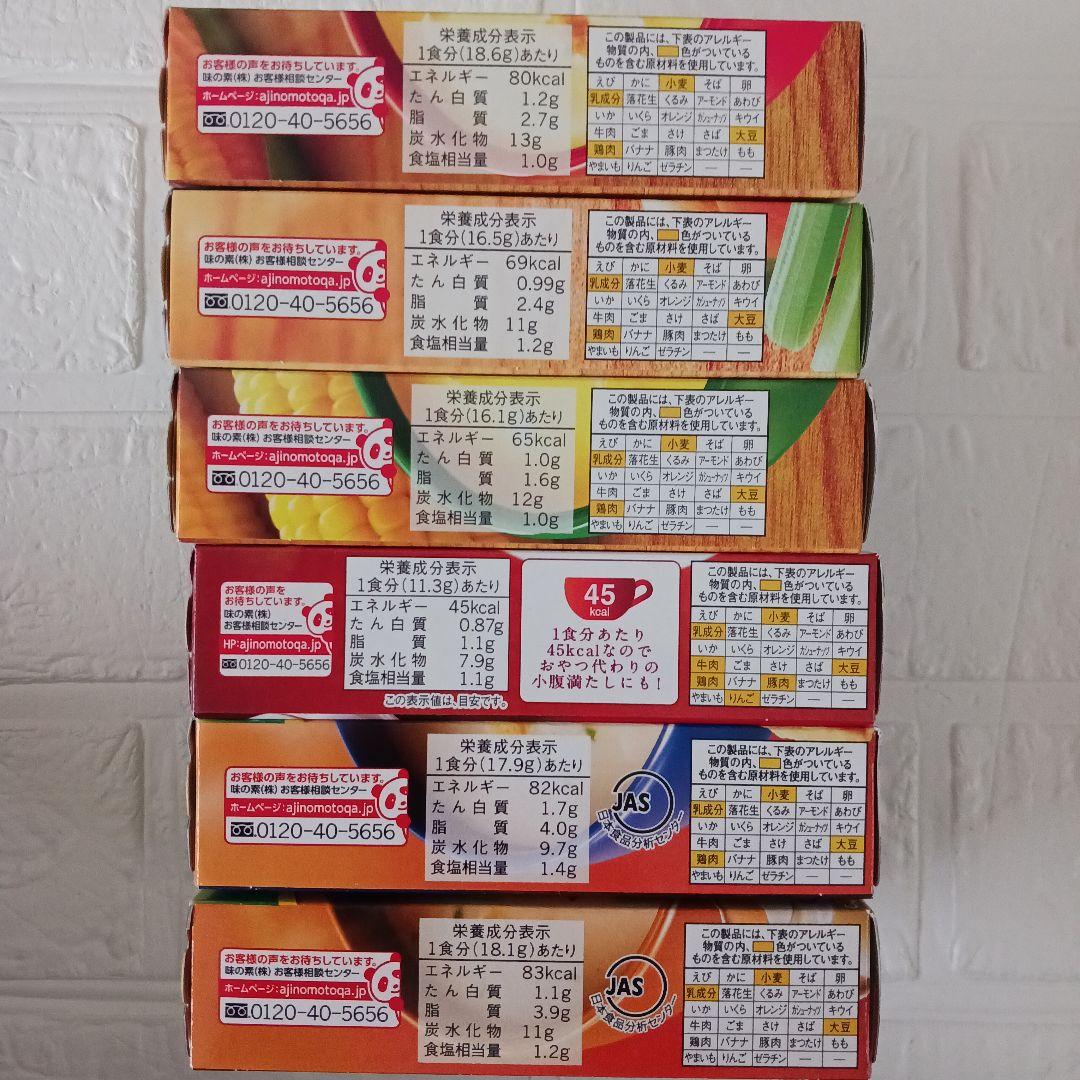 お客様の声をお待ちしています。
味の素(株) お客様相談センター
ホームページ:ajinomotoqa.jp
0120-40-5656
栄養成分表示
1食分(18.6g)あたり
エネルギー 80kcal
たん白質 1.2g
脂質 2.7g
炭水化物 13g
食塩相当量 1.0g
この製品には、下表のアレルギー
物質の内、 色がついている
ものを含む原材料を使用しています。
えび かに 小麦 そば 卵
乳成分 落花生 くるみ アーモンド あわび
いか いくら オレンジ カシューナッツ キウイ
牛肉 ごま さけ さば 大豆
鶏肉 バナナ 豚肉 まつたけ もも
やまいも りんご ゼラチン — —
お客様の声をお待ちしています。
味の素(株) お客様相談センター
ホームページ:ajinomotoqa.jp
0120-40-5656
栄養成分表示
1食分(16.5g)あたり
エネルギー 69kcal
たん白質 0.99g
脂質 2.4g
炭水化物 11g
食塩相当量 1.2g
この製品には、下表のアレルギー
物質の内、 色がついている
ものを含む原材料を使用しています。
えび かに 小麦 そば 卵
乳成分 落花生 くるみ アーモンド あわび
いか いくら オレンジ カシューナッツ キウイ
牛肉 ごま さけ さば 大豆
鶏肉 バナナ 豚肉 まつたけ もも
やまいも りんご ゼラチン — —
お客様の声をお待ちしています。
味の素(株) お客様相談センター
ホームページ:ajinomotoqa.jp
0120-40-5656
栄養成分表示
1食分(16.1g)あたり
エネルギー 65kcal
たん白質 1.0g
脂質 1.6g
炭水化物 12g
食塩相当量 1.0g
この製品には、下表のアレルギー
物質の内、 色がついている
ものを含む原材料を使用しています。
えび かに 小麦 そば 卵
乳成分 落花生 くるみ アーモンド あわび
いか いくら オレンジ カシューナッツ キウイ
牛肉 ごま さけ さば 大豆
鶏肉 バナナ 豚肉 まつたけ もも
やまいも りんご ゼラチン — —
お客様の声を
お待ちしています。
味の素(株)
お客様相談センター
HP:ajinomotoqa.jp
0120-40-5656
栄養成分表示
1食分(11.3g)あたり
エネルギー 45kcal
たん白質 0.87g
脂質 1.1g
炭水化物 7.9g
食塩相当量 1.1g
この表示値は、目安です。
45
kcal
1食分あたり
45kcalなので
おやつ代わりの
小腹満たしにも!
この製品には、下表のアレルギー
物質の内、 色がついている
ものを含む原材料を使用しています。
えび かに 小麦 そば 卵
乳成分 落花生 くるみ アーモンド あわび
いか いくら オレンジ カシューナッツ キウイ
牛肉 ごま さけ さば 大豆
鶏肉 バナナ 豚肉 まつたけ もも
やまいも りんご ゼラチン — —
お客様の声をお待ちしています。
味の素(株) お客様相談センター
ホームページ:ajinomotoqa.jp
0120-40-5656
栄養成分表示
1食分(17.9g)あたり
エネルギー 82kcal
たん白質 1.7g
脂質 4.0g
炭水化物 9.7g
食塩相当量 1.4g
JAS
日本食品分析センター
この製品には、下表のアレルギー
物質の内、 色がついている
ものを含む原材料を使用しています。
えび かに 小麦 そば 卵
乳成分 落花生 くるみ アーモンド あわび
いか いくら オレンジ カシューナッツ キウイ
牛肉 ごま さけ さば 大豆
鶏肉 バナナ 豚肉 まつたけ もも
やまいも りんご ゼラチン — —
お客様の声をお待ちしています。
味の素(株) お客様相談センター
ホームページ:ajinomotoqa.jp
0120-40-5656
栄養成分表示
1食分(18.1g)あたり
エネルギー 83kcal
たん白質 1.1g
脂質 3.9g
炭水化物 11g
食塩相当量 1.2g
JAS
日本食品分析センター
この製品には、下表のアレルギー
物質の内、 色がついている
ものを含む原材料を使用しています。
えび かに 小麦 そば 卵
乳成分 落花生 くるみ アーモンド あわび
いか いくら オレンジ カシューナッツ キウイ
牛肉 ごま さけ さば 大豆
鶏肉 バナナ 豚肉 まつたけ もも
やまいも りんご ゼラチン — —